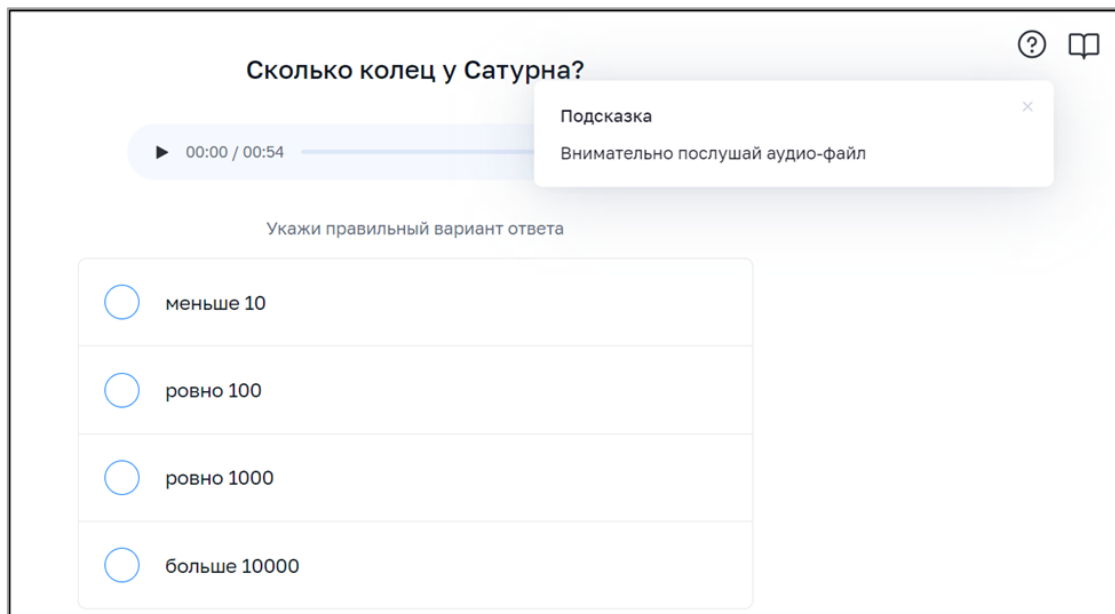 Сколько колец у Сатурна?
Подсказка
Внимательно послушай аудио-файл
00:00 / 00:54
Укажи правильный вариант ответа
меньше 10
ровно 100
ровно 1000
больше 10000